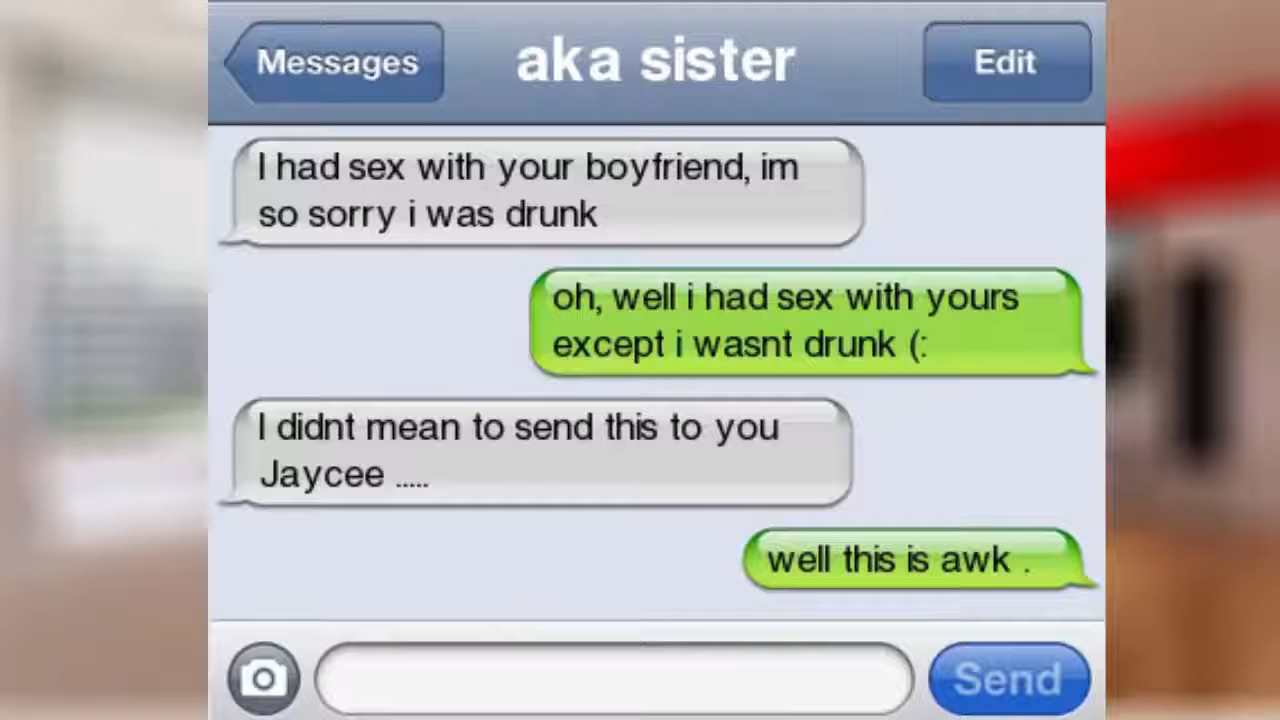 Messages
aka sister
Edit
I had sex with your boyfriend, im
so sorry i was drunk
oh, well i had sex with yours
except i wasnt drunk (:
I didnt mean to send this to you
Jaycee .....
well this is awk .
Send